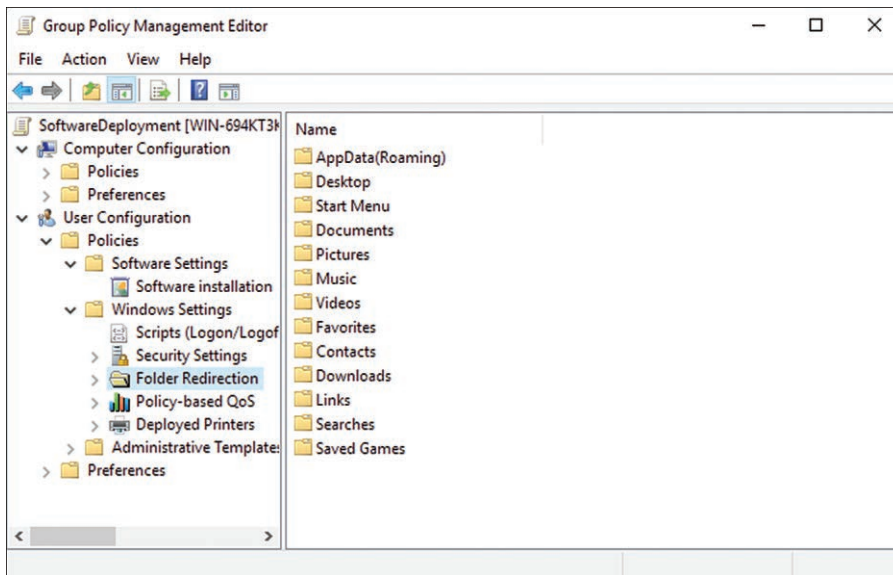 Group Policy Management Editor
File Action View Help
SoftwareDeployment [WIN-694KT3K
Computer Configuration
Policies
Preferences
User Configuration
Policies
Software Settings
Software installation
Windows Settings
Scripts (Logon/Logof
Security Settings
Folder Redirection
Policy-based QoS
Deployed Printers
Administrative Templates
Preferences
Name
AppData(Roaming)
Desktop
Start Menu
Documents
Pictures
Music
Videos
Favorites
Contacts
Downloads
Links
Searches
Saved Games